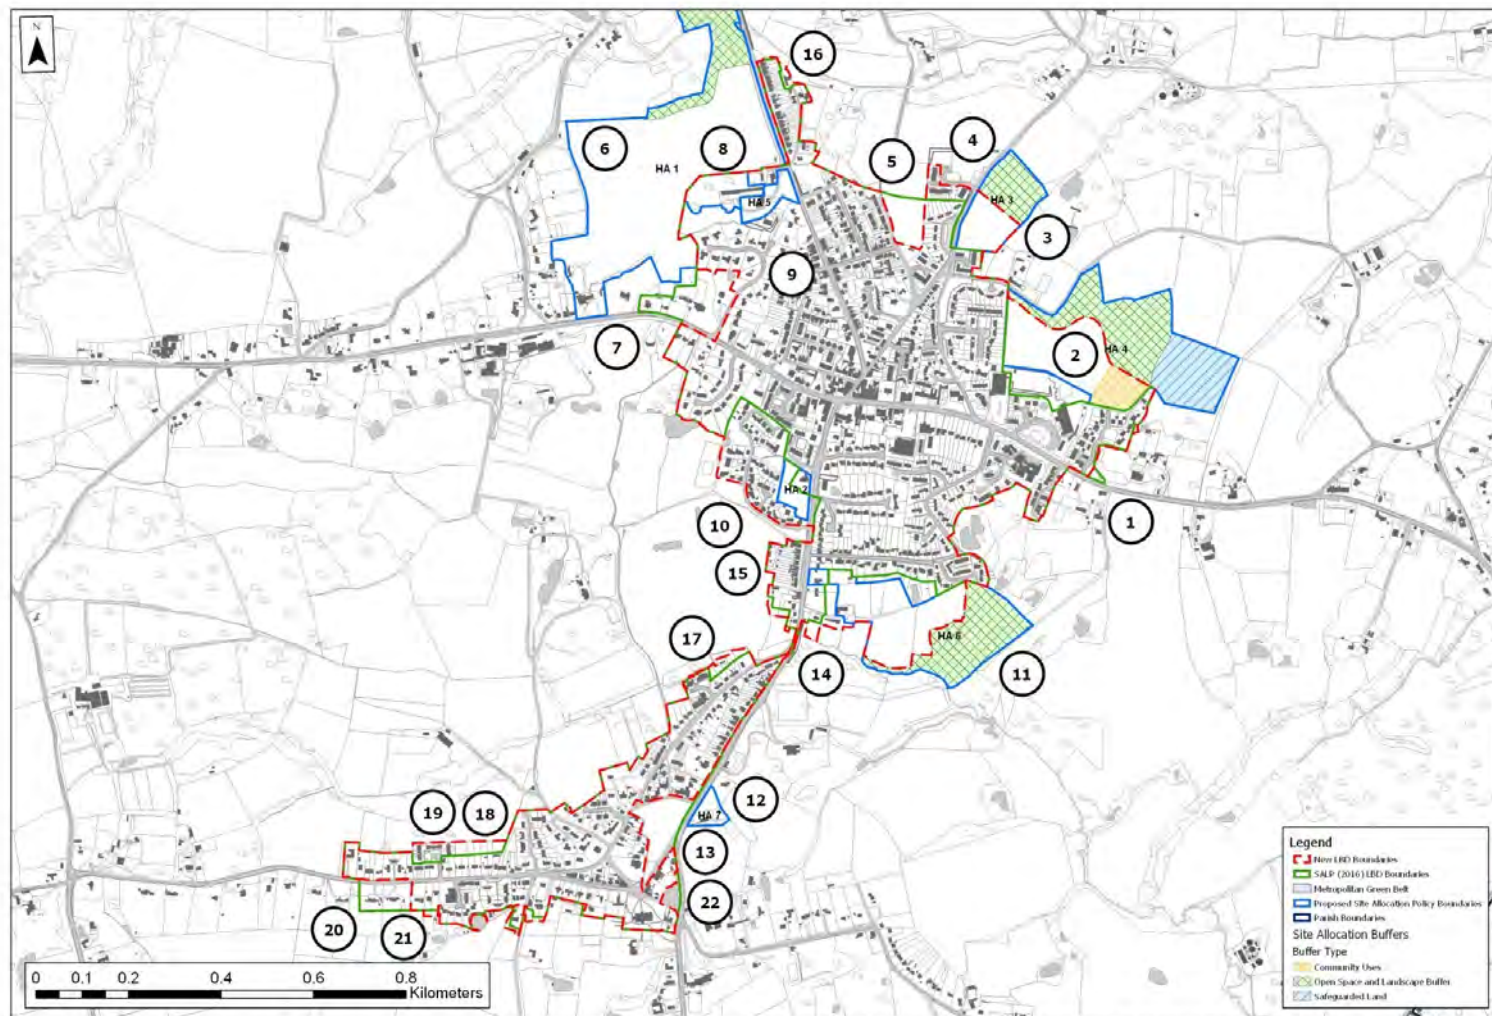 N
16
4
5
6
8
HA 1
HA 3
HA 5
3
9
2
HA 4
7
HA 2
10
1
15
17
HA 6
14
11
12
HA 7
19
18
13
22
20
21
Legend
New LBD Boundaries
SALP (2016) LBD Boundaries
Metropolitan Green Belt
Proposed Site Allocation Policy Boundaries
Parish Boundaries
Site Allocation Buffers
Buffer Type
Community Uses
Open Space and Landscape Buffer
Safeguarded Land
0 0.1 0.2 0.4 0.6 0.8
Kilometers